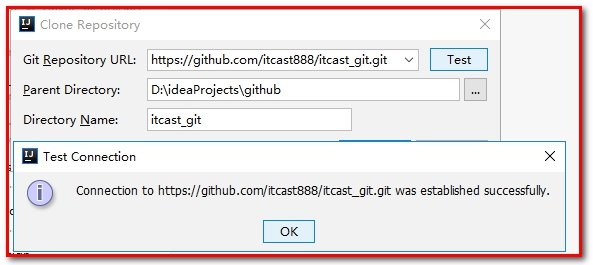 IJ Clone Repository
Git Repository URL: https://github.com/itcast888/itcast_git.git Test
Parent Directory: D:\ideaProjects\github ...
Directory Name: itcast_git
IJ Test Connection
Connection to https://github.com/itcast888/itcast_git.git was established successfully.
OK